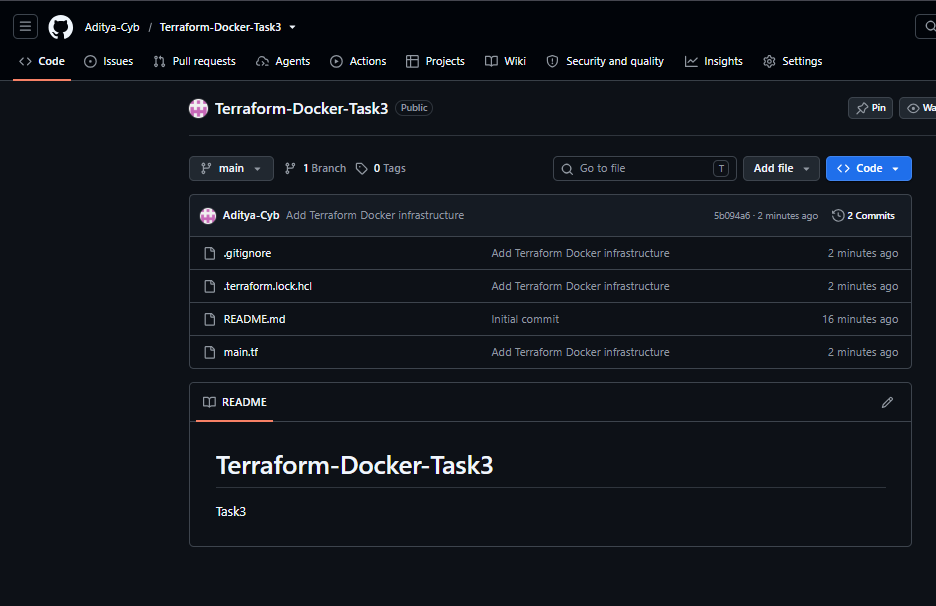 Aditya-Cyb / Terraform-Docker-Task3
Code Issues Pull requests Agents Actions Projects Wiki Security and quality Insights Settings
Terraform-Docker-Task3 Public Pin
main 1 Branch 0 Tags Go to file T Add file Code
Aditya-Cyb Add Terraform Docker infrastructure 5b094a6 · 2 minutes ago 2 Commits
.gitignore Add Terraform Docker infrastructure 2 minutes ago
.terraform.lock.hcl Add Terraform Docker infrastructure 2 minutes ago
README.md Initial commit 16 minutes ago
main.tf Add Terraform Docker infrastructure 2 minutes ago
README
Terraform-Docker-Task3
Task3